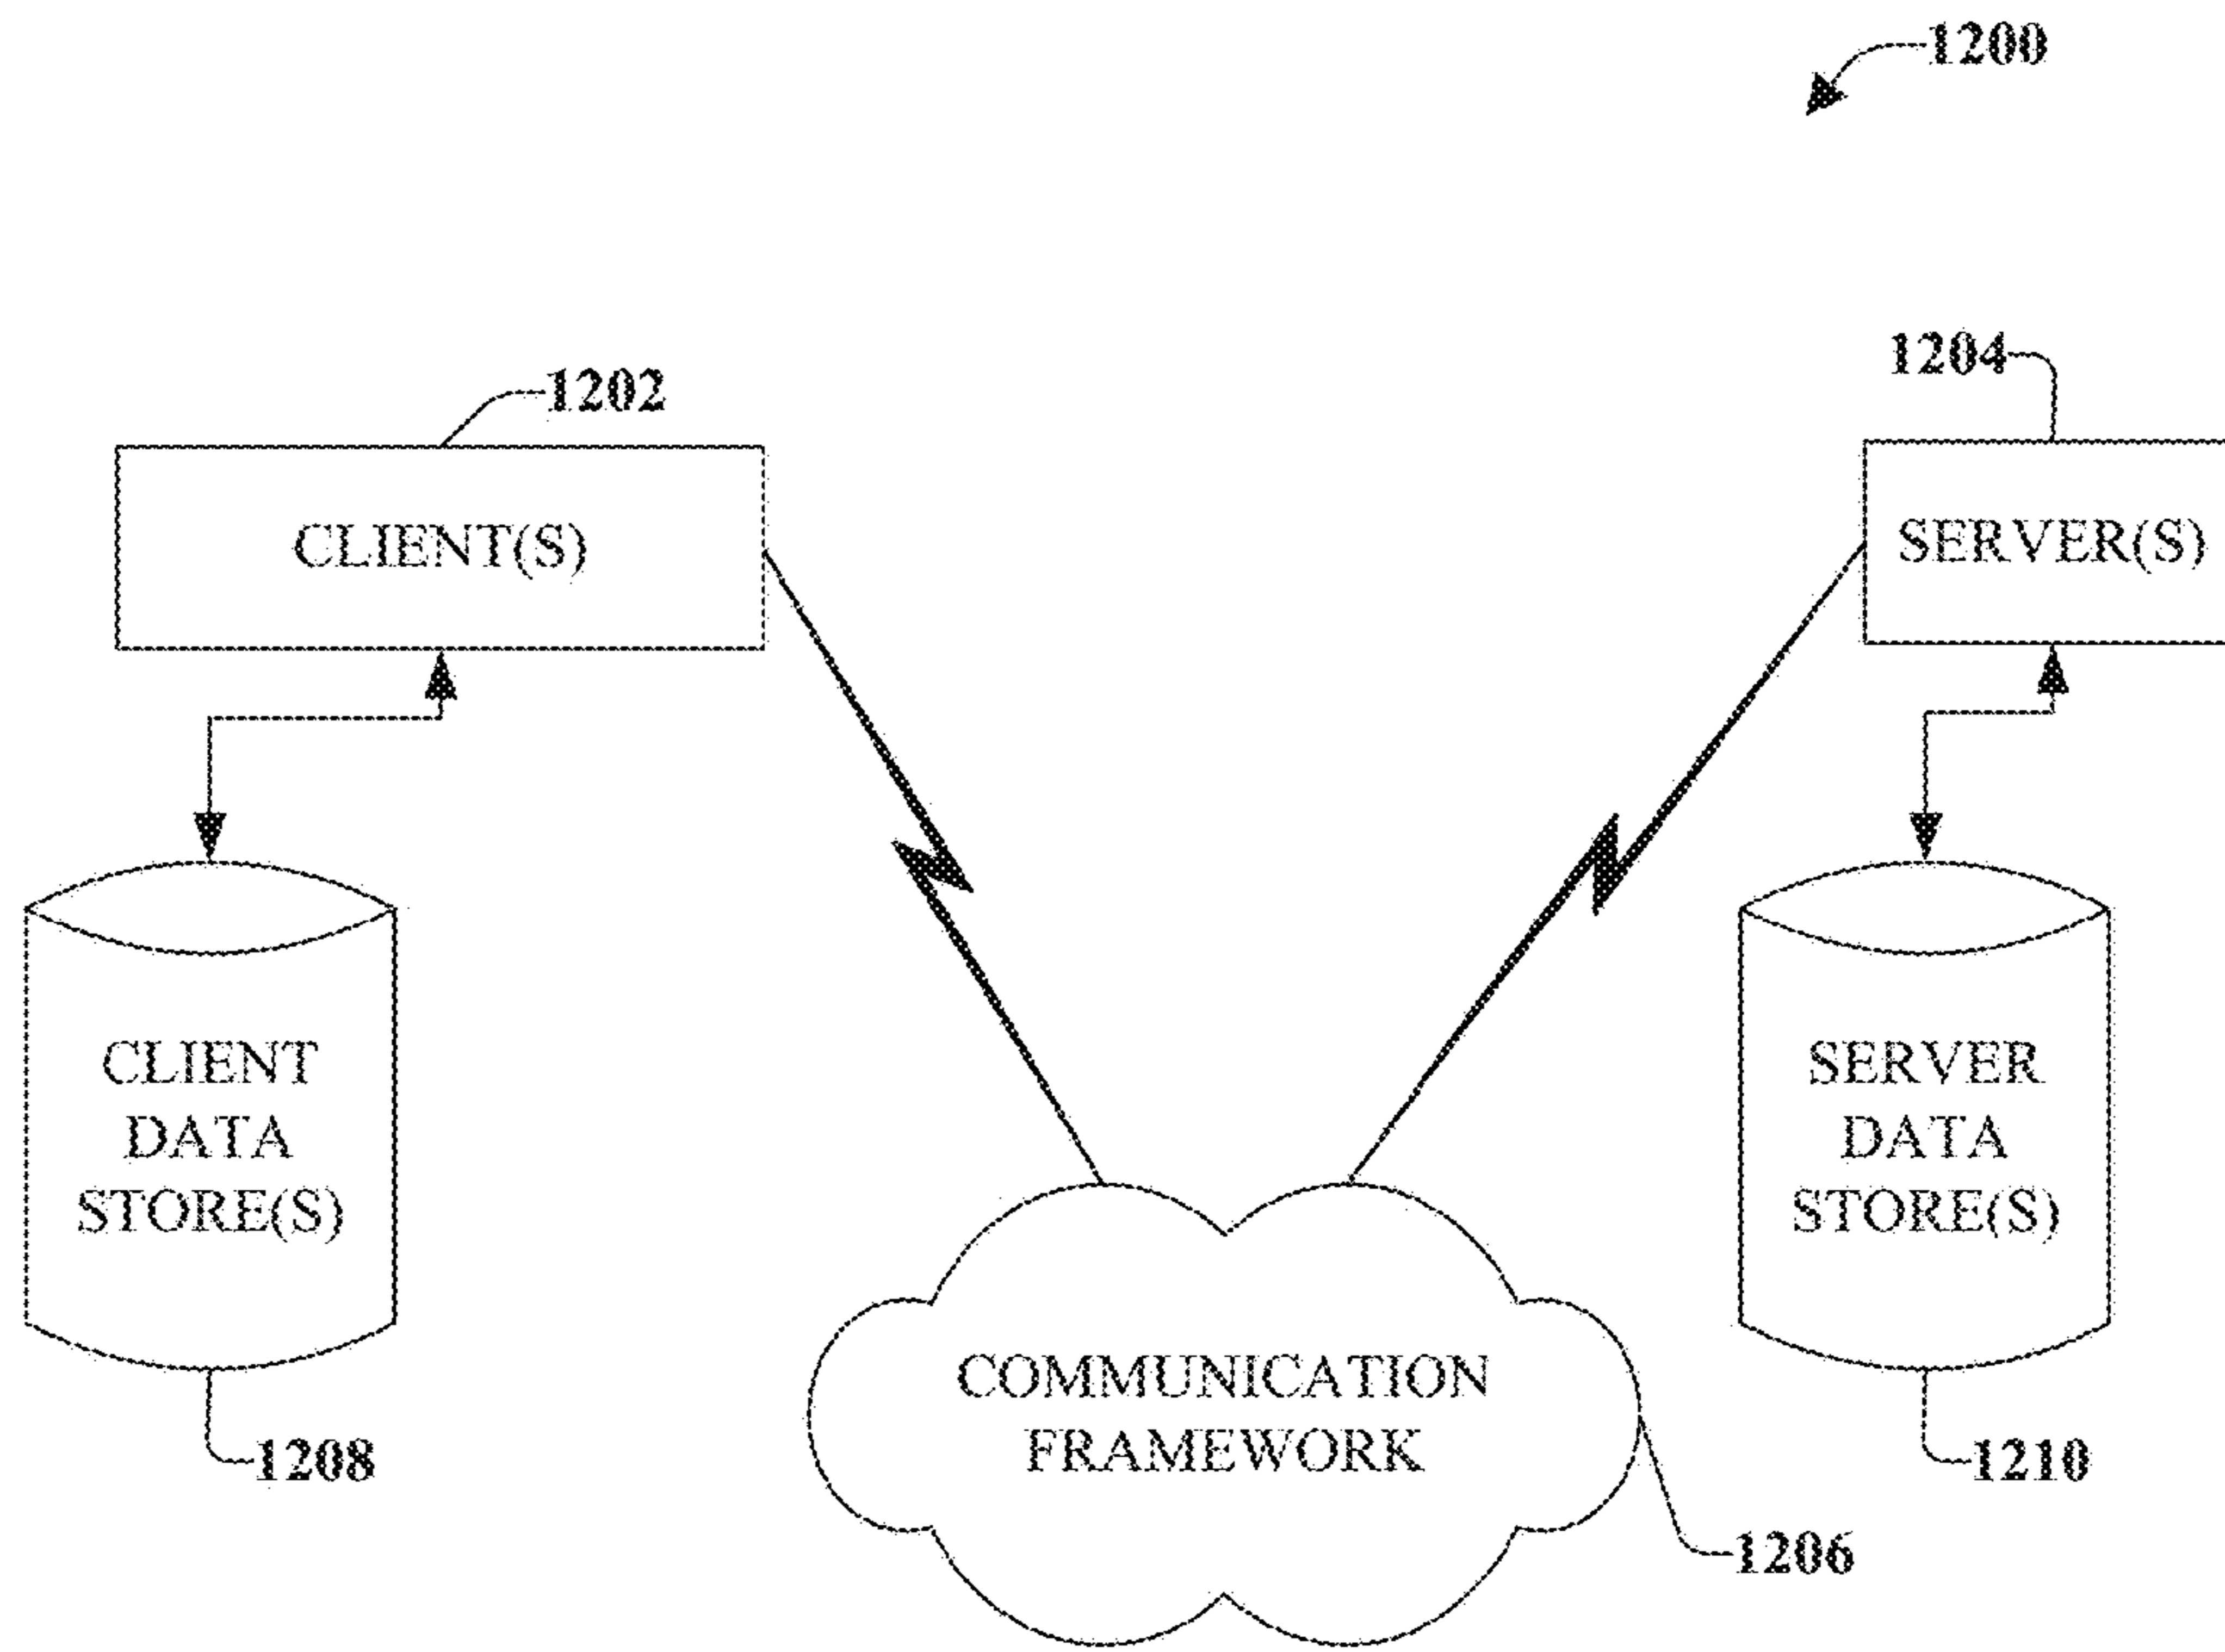 1200
1202
1204
CLIENT(S)
SERVER(S)
CLIENT
DATA
STORE(S)
SERVER
DATA
STORE(S)
COMMUNICATION
FRAMEWORK
1208
1210
1206